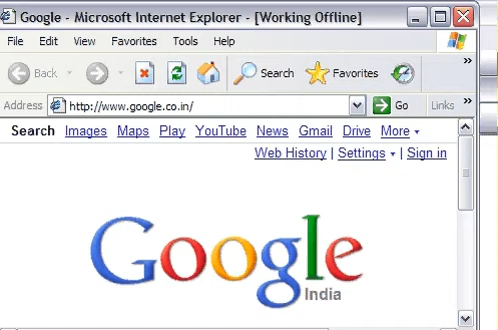 Google - Microsoft Internet Explorer - [Working Offline]
File Edit View Favorites Tools Help
Back Search Favorites »
Address http://www.google.co.in/ Go Links »
Search Images Maps Play YouTube News Gmail Drive More
Web History | Settings | Sign in
Google
India